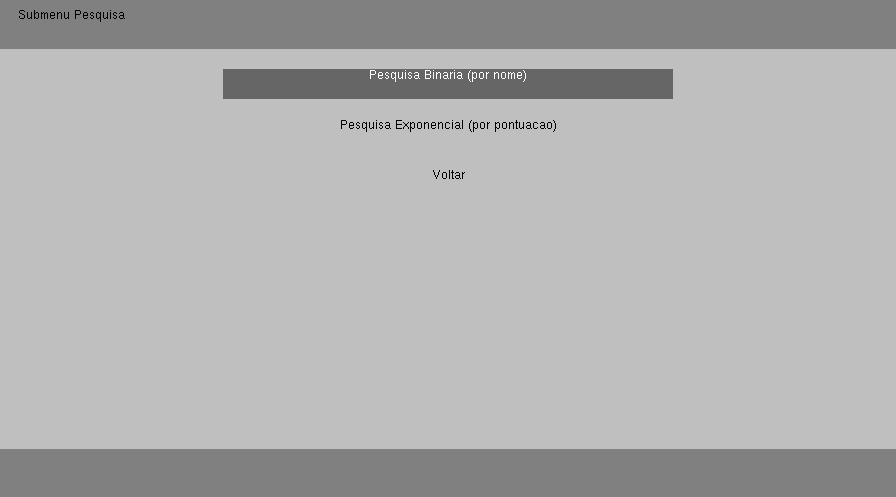 Submenu Pesquisa
Pesquisa Binaria (por nome)
Pesquisa Exponencial (por pontuacao)
Voltar